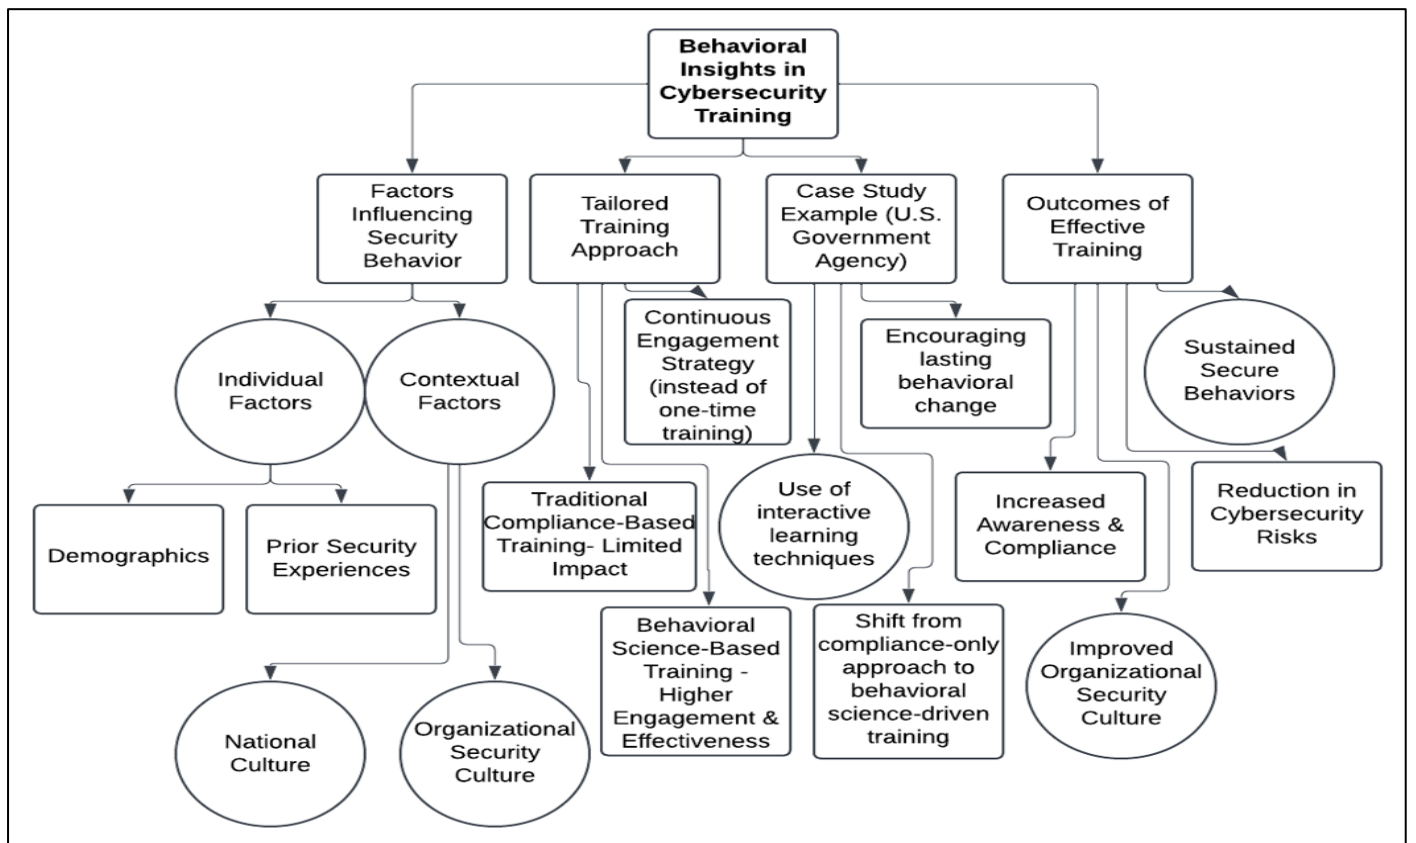 Behavioral
Insights in
Cybersecurity
Training
Factors
Influencing
Security
Behavior
Tailored
Training
Approach
Case Study
Example (U.S.
Government
Agency)
Outcomes of
Effective
Training
Individual
Factors
Contextual
Factors
Continuous
Engagement
Strategy
(instead of
one-time
training)
Encouraging
lasting
behavioral
change
Sustained
Secure
Behaviors
Demographics
Prior Security
Experiences
Traditional
Compliance-Based
Training- Limited
Impact
Use of
interactive
learning
techniques
Increased
Awareness &
Compliance
Reduction in
Cybersecurity
Risks
National
Culture
Organizational
Security
Culture
Behavioral
Science-Based
Training -
Higher
Engagement &
Effectiveness
Shift from
compliance-only
approach to
behavioral
science-driven
training
Improved
Organizational
Security
Culture